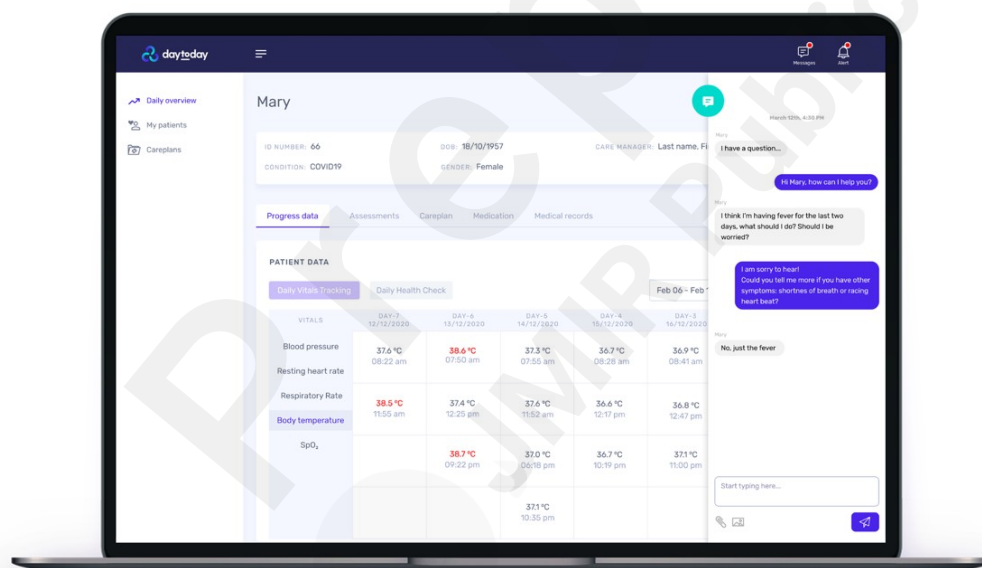 daytoday
Messages
Alert
Daily overview
My patients
Careplans
Mary
ID NUMBER: 66
DOB: 18/10/1957
CARE MANAGER: Last name, Fi
CONDITION: COVID19
GENDER: Female
Progress data
Assessments
Careplan
Medication
Medical records
PATIENT DATA
Daily Vitals Tracking
Daily Health Check
Feb 06 - Feb 1
VITALS
DAY-7 DAY-6 DAY-5 DAY-4 DAY-3
12/12/2020 13/12/2020 14/12/2020 15/12/2020 16/12/2020
Blood pressure
Resting heart rate
Respiratory Rate
Body temperature
SpO₂
37.6 °C 38.6 °C 37.3 °C 36.7 °C 36.9 °C
08:22 am 07:50 am 07:55 am 08:28 am 08:41 am
38.5 °C 37.4 °C 37.6 °C 36.6 °C 36.8 °C
11:55 am 12:25 pm 11:52 am 12:17 pm 12:47 pm
38.7 °C 37.0 °C 36.7 °C 37.1 °C
09:22 pm 06:18 pm 10:19 pm 11:00 pm
37.1 °C
10:35 pm
March 12th, 4:30 PM
Mary
I have a question...
Hi Mary, how can I help you?
Mary
I think I'm having fever for the last two
days, what should I do? Should I be
worried?
I am sorry to hear!
Could you tell me more if you have other
symptoms: shortnes of breath or racing
heart beat?
Mary
No, just the fever
Start typing here...
Prep
JMIR Public